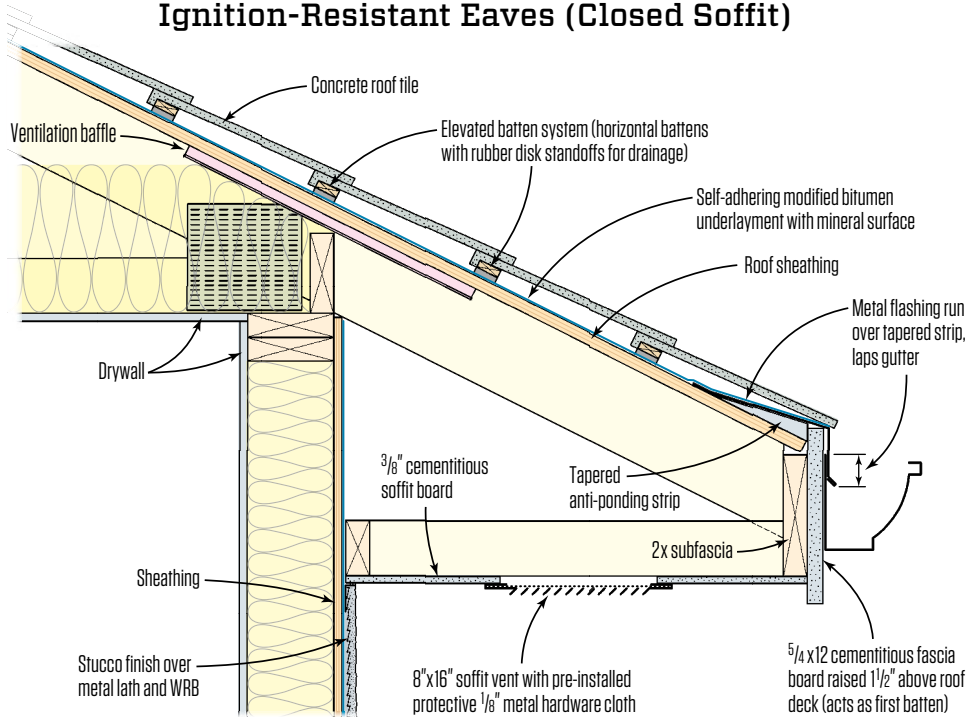 Ignition-Resistant Eaves (Closed Soffit)
Concrete roof tile
Ventilation baffle
Elevated batten system (horizontal battens
with rubber disk standoffs for drainage)
Self-adhering modified bitumen
underlayment with mineral surface
Roof sheathing
Metal flashing run
over tapered strip,
laps gutter
Drywall
3/8" cementitious
soffit board
Tapered
anti-ponding strip
2x subfascia
Sheathing
Stucco finish over
metal lath and WRB
8"x16" soffit vent with pre-installed
protective 1/8" metal hardware cloth
5/4 x12 cementitious fascia
board raised 1 1/2" above roof
deck (acts as first batten)